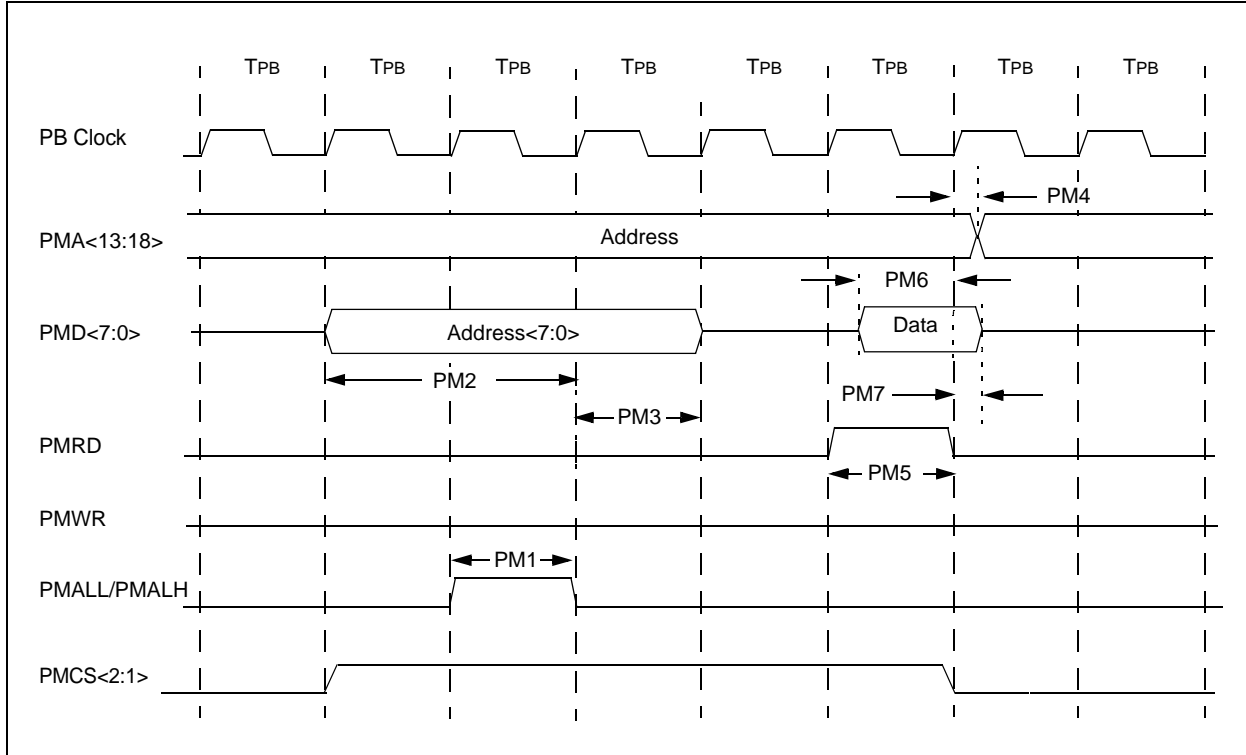 TPB TPB TPB TPB TPB TPB TPB TPB
PB Clock
PM4
PMA<13:18>
Address
PM6
PMD<7:0>
Address<7:0>
Data
PM2
PM7
PM3
PMRD
PM5
PMWR
PM1
PMALL/PMALH
PMCS<2:1>